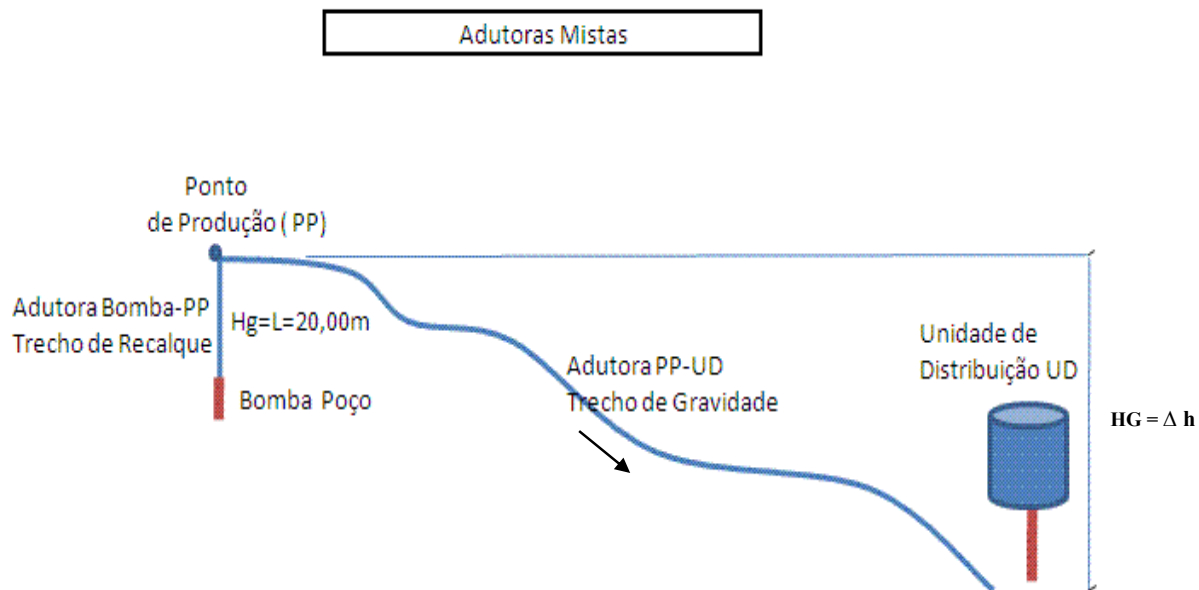 Adutoras Mistas
Ponto
de Produção ( PP)
Adutora Bomba-PP
Trecho de Recalque
Hg=L=20,00m
Bomba Poço
Adutora PP-UD
Trecho de Gravidade
Unidade de
Distribuição UD
HG = Δ h